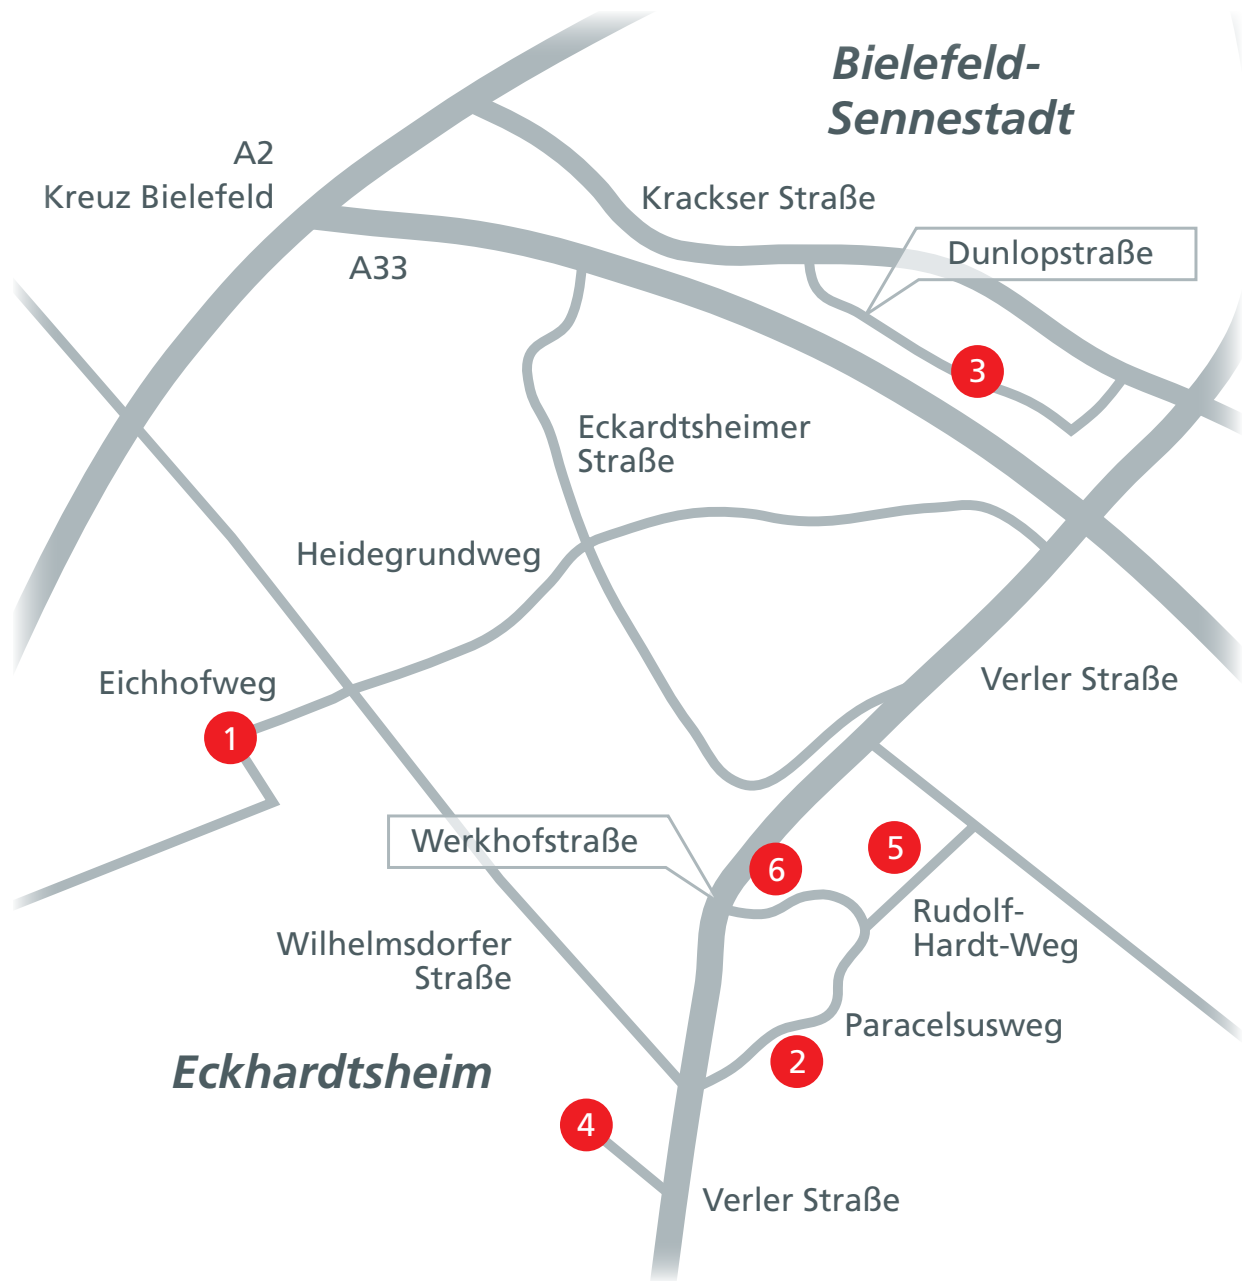 Bielefeld-
Sennestadt
A2
Kreuz Bielefeld
Krackser Straße
A33
Dunlopstraße
3
Eckardtsheimer
Straße
Heidegrundweg
Eichhofweg
Verler Straße
1
Werkhofstraße
5
6
Rudolf-
Hardt-Weg
Wilhelmsdorfer
Straße
Paracelsusweg
Eckhardtsheim
2
4
Verler Straße